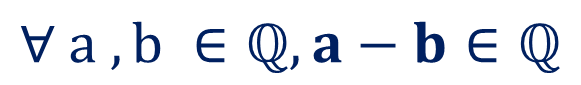 ∀ a ,b ∈ ℚ, a − b ∈ ℚ